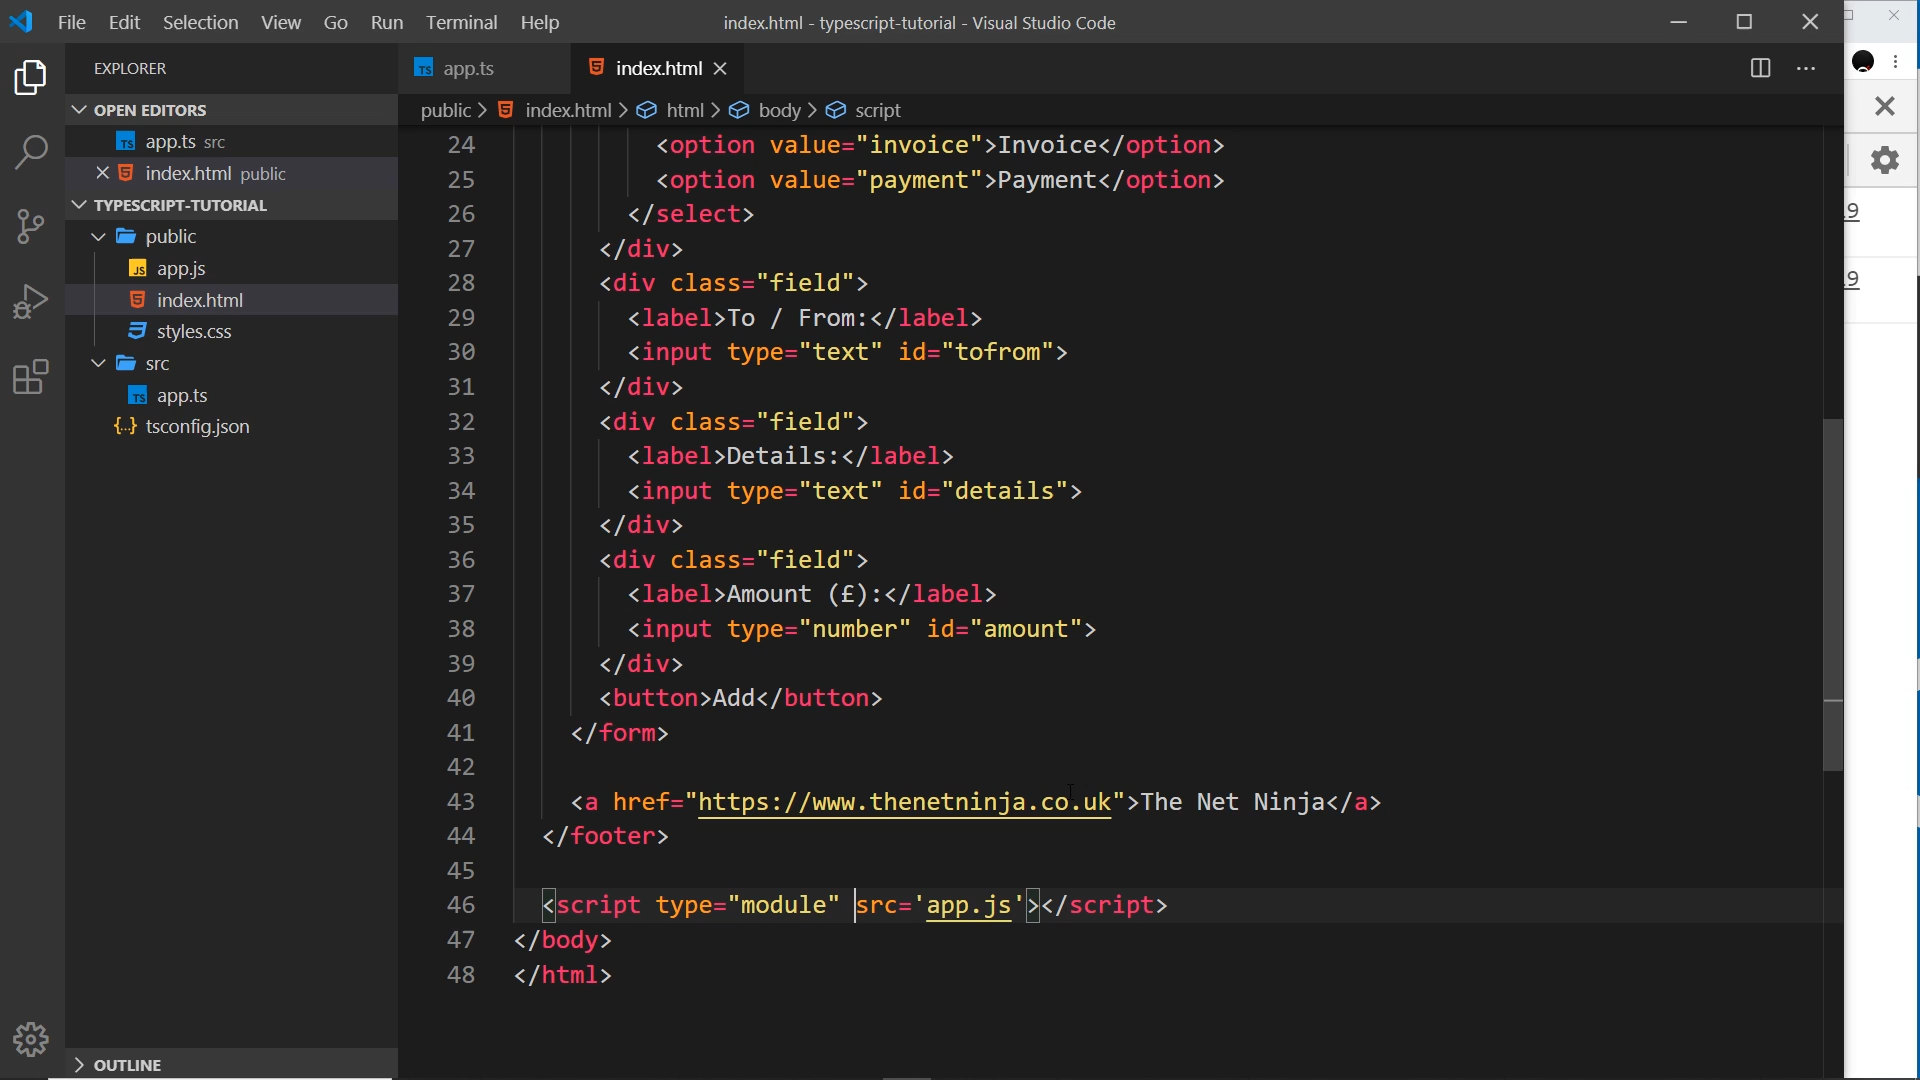 File Edit Selection View Go Run Terminal Help
index.html - typescript-tutorial - Visual Studio Code
EXPLORER
OPEN EDITORS
TS app.ts src
index.html public
TYPESCRIPT-TUTORIAL
public
JS app.js
index.html
styles.css
src
TS app.ts
{..} tsconfig.json
OUTLINE
TS app.ts
index.html
public > index.html > html > body > script
24 <option value="invoice">Invoice</option>
25 <option value="payment">Payment</option>
26 </select>
27 </div>
28 <div class="field">
29 <label>To / From:</label>
30 <input type="text" id="tofrom">
31 </div>
32 <div class="field">
33 <label>Details:</label>
34 <input type="text" id="details">
35 </div>
36 <div class="field">
37 <label>Amount (£):</label>
38 <input type="number" id="amount">
39 </div>
40 <button>Add</button>
41 </form>
42
43 <a href="https://www.thenetninja.co.uk">The Net Ninja</a>
44 </footer>
45
46 <script type="module" src='app.js'></script>
47 </body>
48 </html>
:9
:9